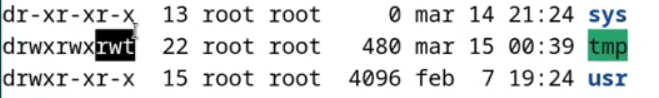 dr-xr-xr-x 13 root root 0 mar 14 21:24 sys
drwxrwxrwt 22 root root 480 mar 15 00:39 tmp
drwxr-xr-x 15 root root 4096 feb 7 19:24 usr